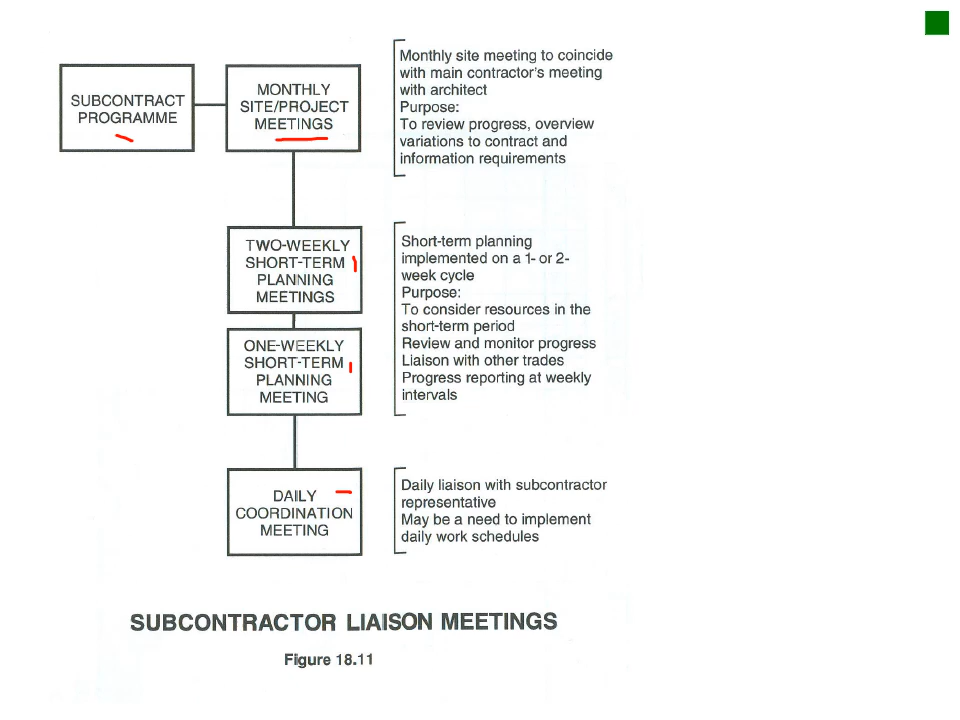 SUBCONTRACT
PROGRAMME
MONTHLY
SITE/PROJECT
MEETINGS
Monthly site meeting to coincide
with main contractor's meeting
with architect
Purpose:
To review progress, overview
variations to contract and
information requirements
TWO-WEEKLY
SHORT-TERM
PLANNING
MEETINGS
Short-term planning
implemented on a 1- or 2-
week cycle
Purpose:
To consider resources in the
short-term period
Review and monitor progress
Liaison with other trades
Progress reporting at weekly
intervals
ONE-WEEKLY
SHORT-TERM
PLANNING
MEETING
DAILY
COORDINATION
MEETING
Daily liaison with subcontractor
representative
May be a need to implement
daily work schedules
SUBCONTRACTOR LIAISON MEETINGS
Figure 18.11